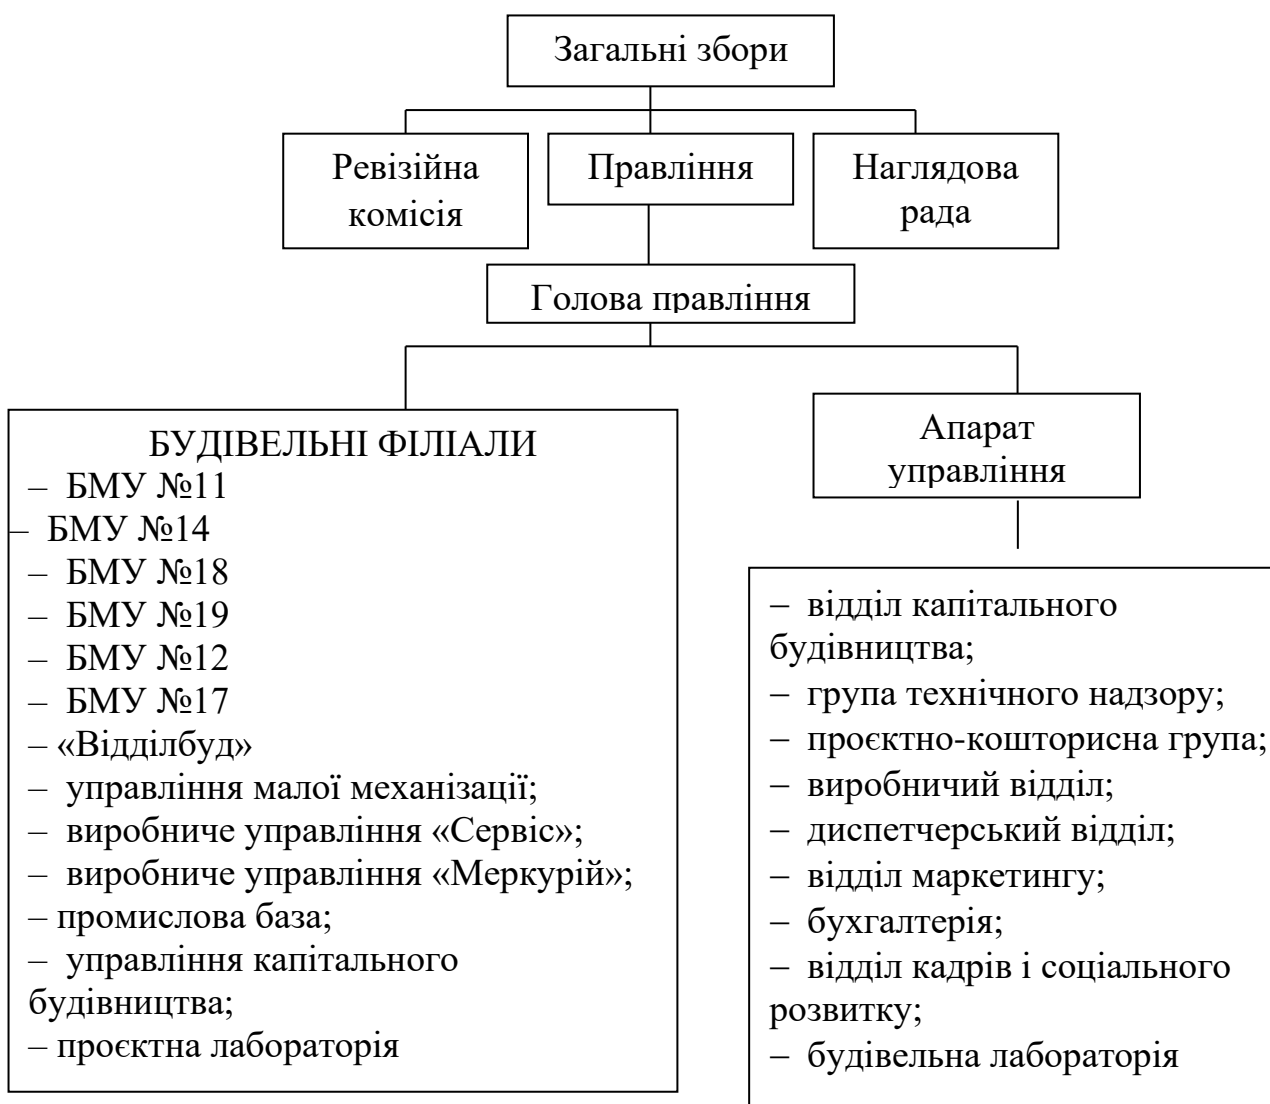 Загальні збори
Ревізійна
комісія
Правління
Наглядова
рада
Голова правління
БУДІВЕЛЬНІ ФІЛІАЛИ
– БМУ №11
– БМУ №14
– БМУ №18
– БМУ №19
– БМУ №12
– БМУ №17
– «Відділбуд»
– управління малої механізації;
– виробниче управління «Сервіс»;
– виробниче управління «Меркурій»;
– промислова база;
– управління капітального
будівництва;
– проєктна лабораторія
Апарат
управління
– відділ капітального
будівництва;
– група технічного надзору;
– проєктно-кошторисна група;
– виробничий відділ;
– диспетчерський відділ;
– відділ маркетингу;
– бухгалтерія;
– відділ кадрів і соціального
розвитку;
– будівельна лабораторія